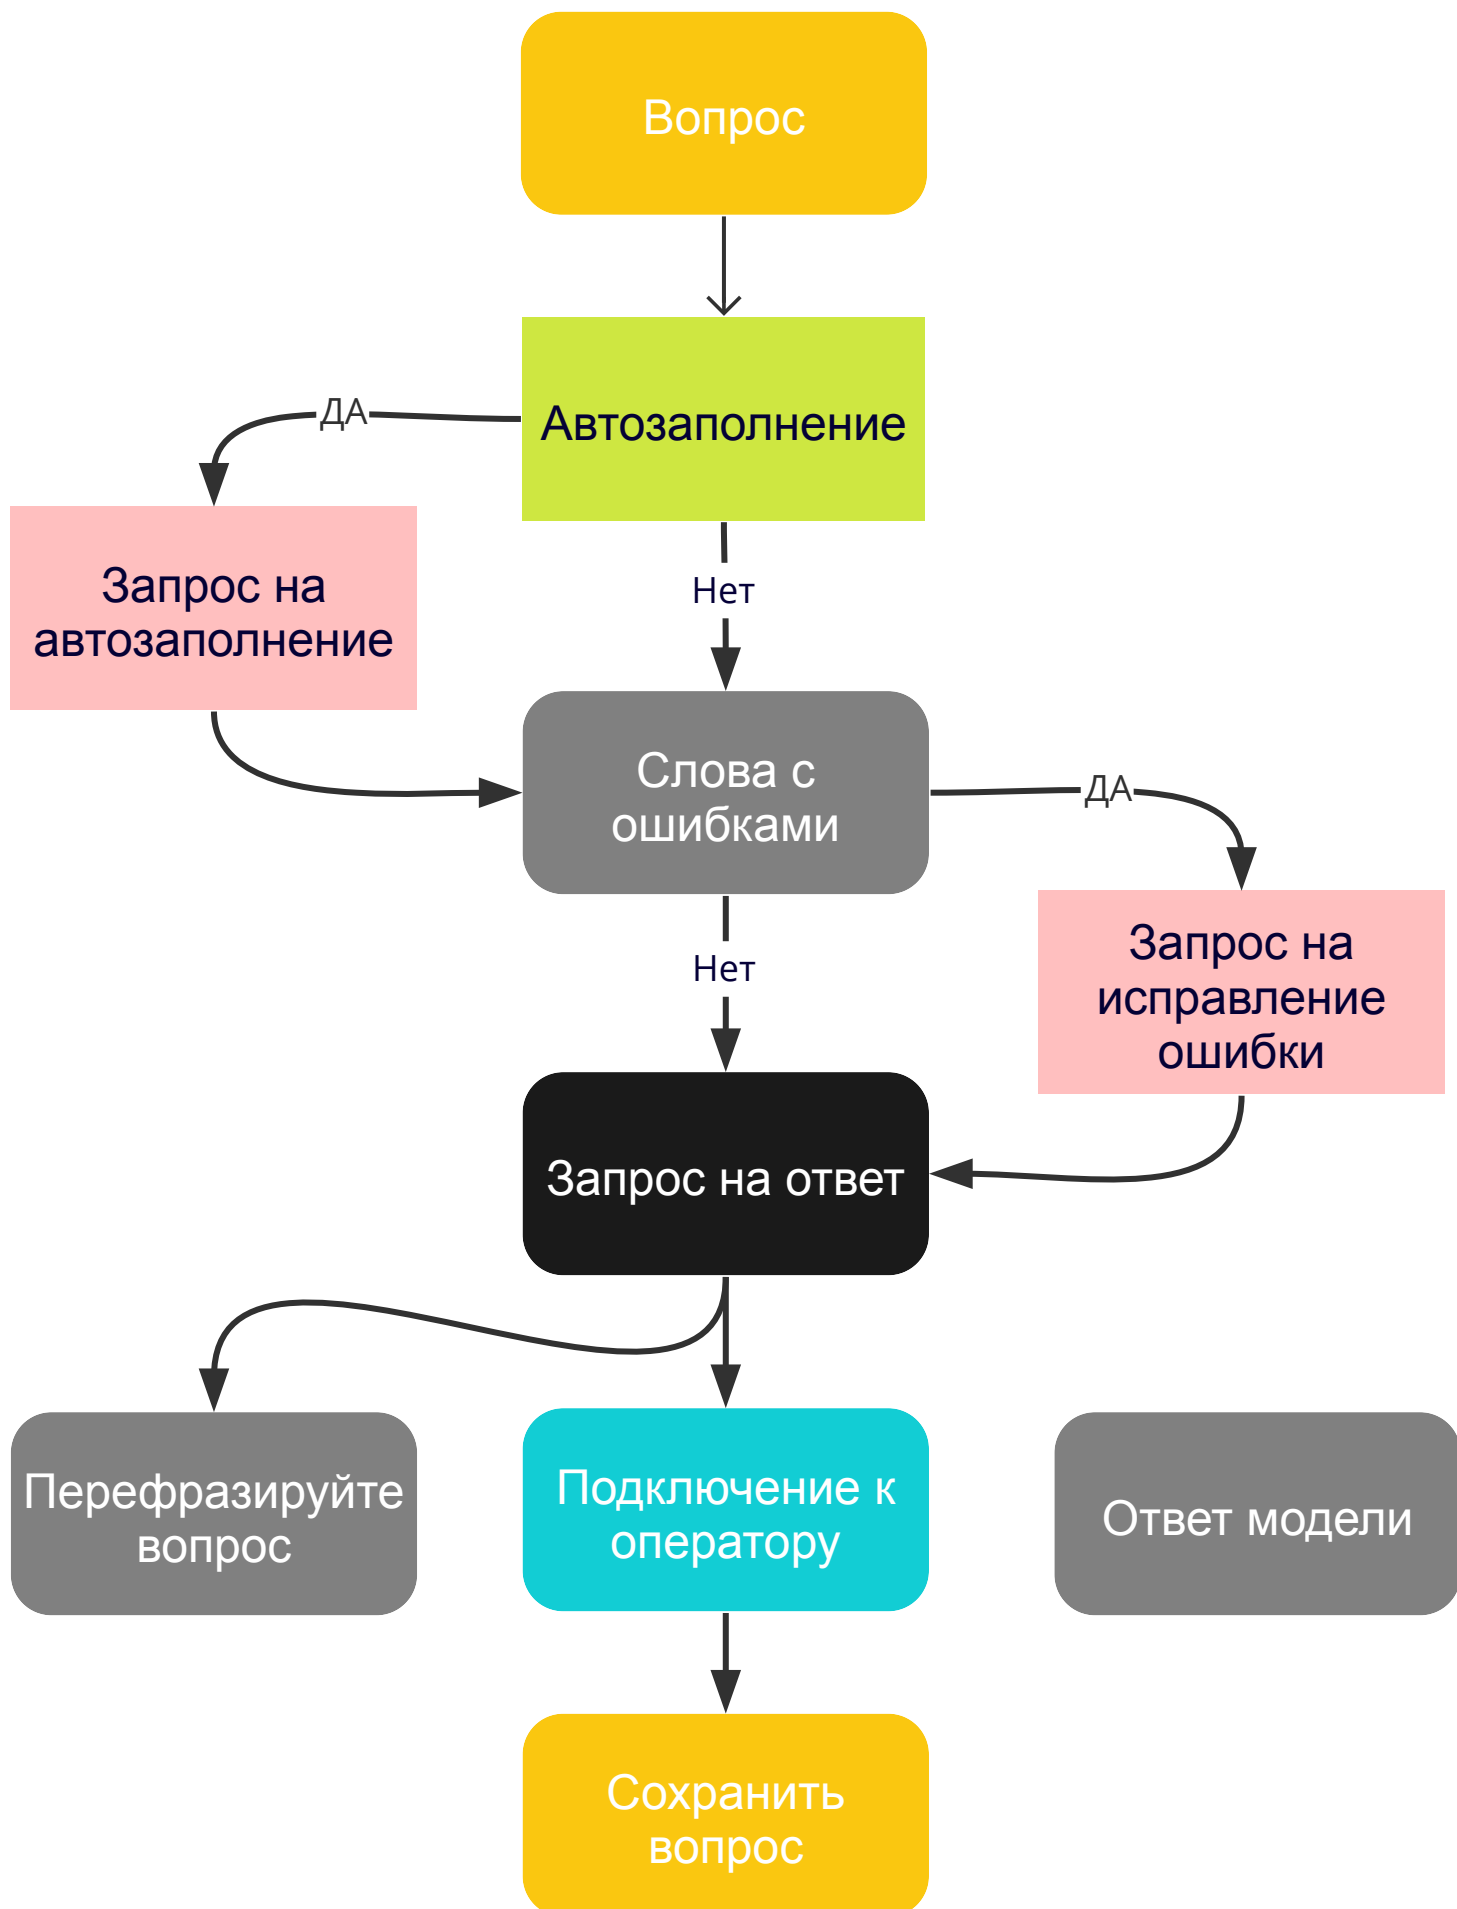 Вопрос
ДА
Автозаполнение
Запрос на
автозаполнение
Нет
Слова с
ошибками
ДА
Нет
Запрос на
исправление
ошибки
Запрос на ответ
Перефразируйте
вопрос
Подключение к
оператору
Ответ модели
Сохранить
вопрос